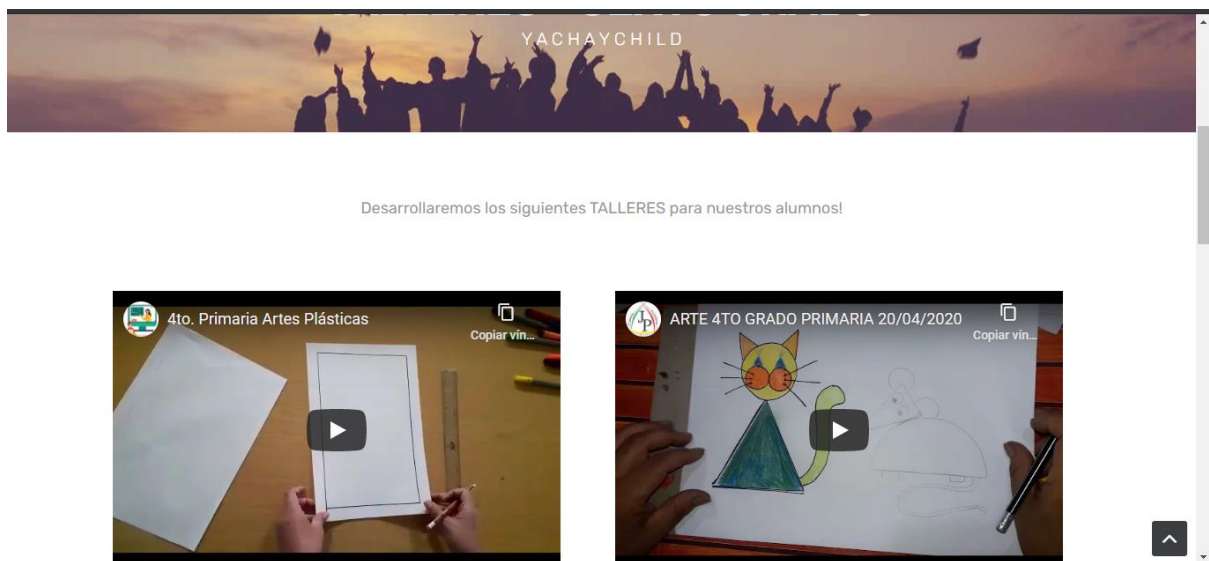 YACHAYCHILD
Desarrollaremos los siguientes TALLERES para nuestros alumnos!
4to. Primaria Artes Plásticas
Copiar vín...
ARTE 4TO GRADO PRIMARIA 20/04/2020
Copiar vín...
JP